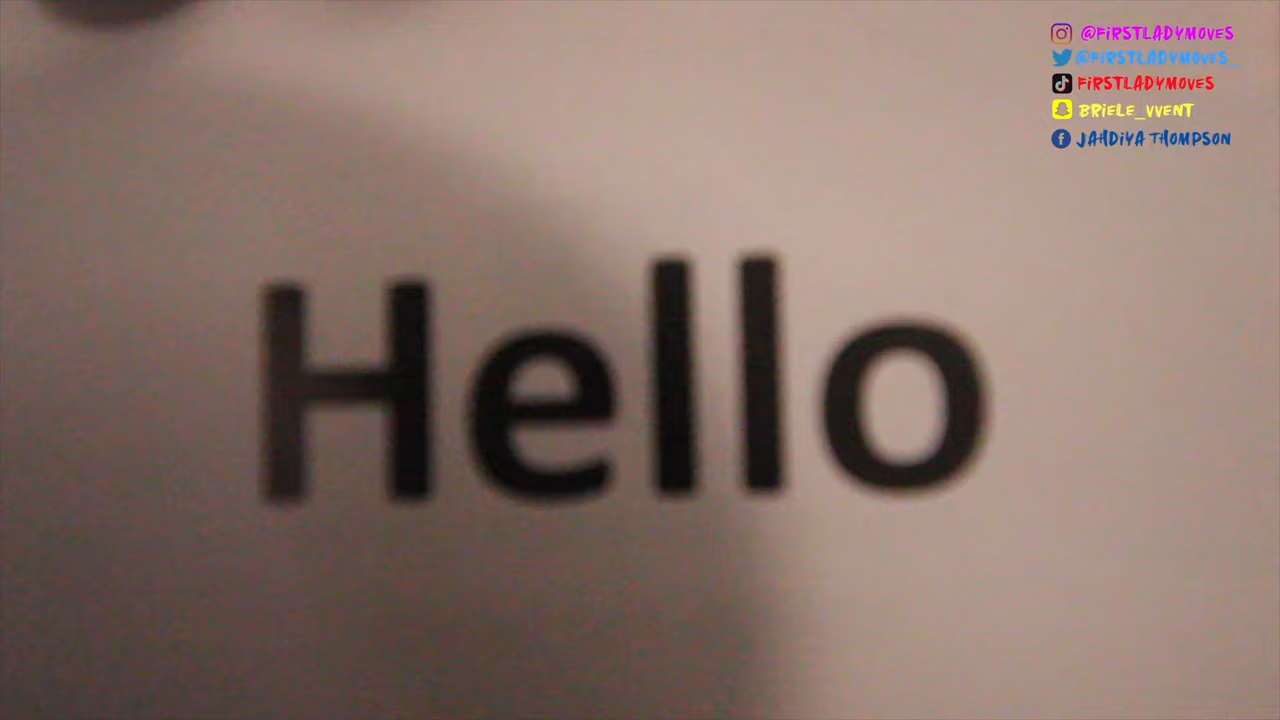 @FIRSTLADYMOVES
@FIRSTLADYMOVES_
FIRSTLADYMOVES
BRIELE_VVENT
JAHDIYA THOMPSON
Hello